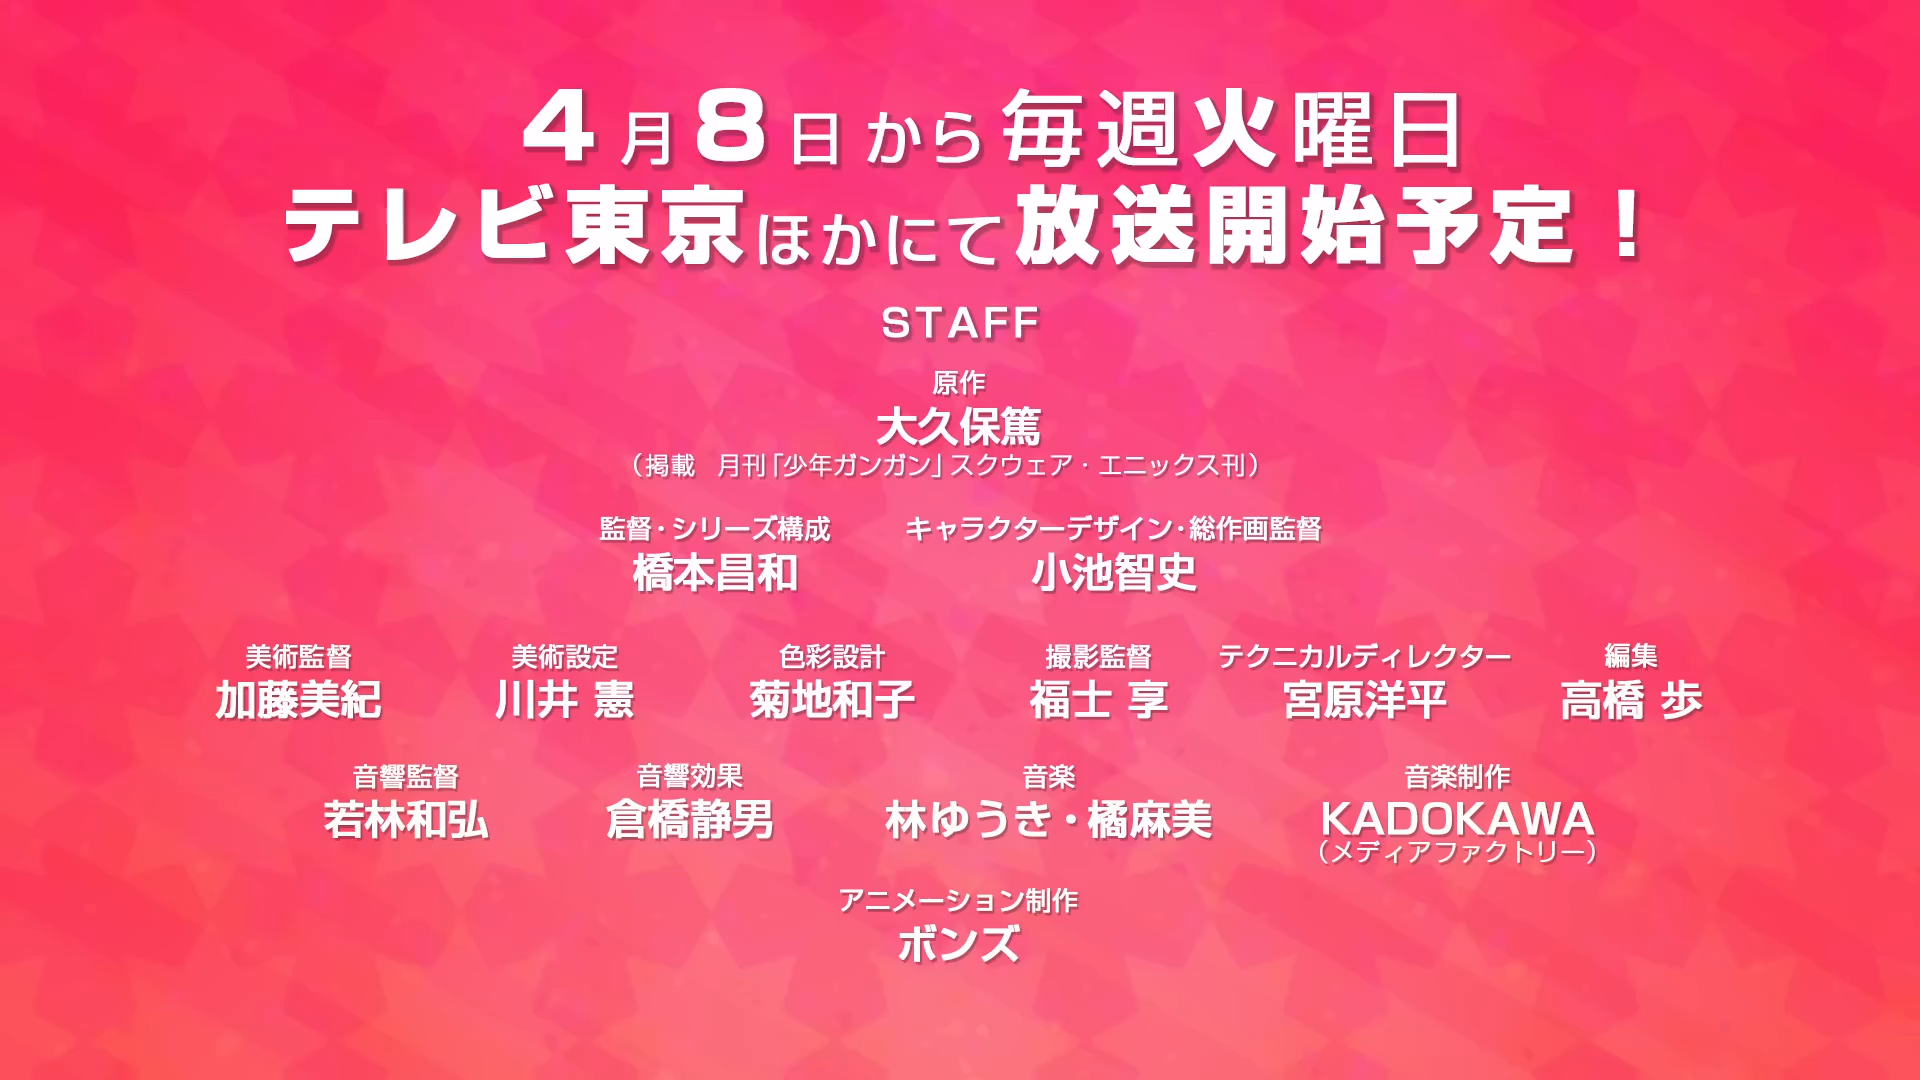 4月8日から毎週火曜日
テレビ東京ほかにて放送開始予定！
STAFF
原作
大久保篤
（掲載　月刊「少年ガンガン」スクウェア・エニックス刊）
監督・シリーズ構成　キャラクターデザイン・総作画監督
橋本昌和　小池智史
美術監督　美術設定　色彩設計　撮影監督　テクニカルディレクター　編集
加藤美紀　川井 憲　菊地和子　福士 享　宮原洋平　高橋 歩
音響監督　音響効果　音楽　音楽制作
若林和弘　倉橋静男　林ゆうき・橘麻美　KADOKAWA
（メディアファクトリー）
アニメーション制作
ボンズ